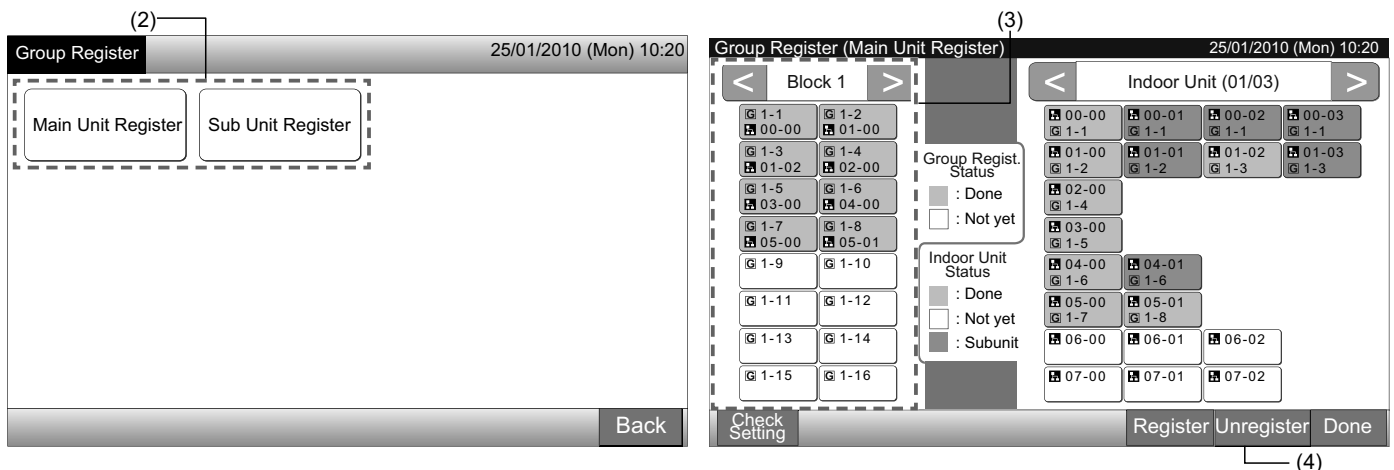 (2)
Group Register 25/01/2010 (Mon) 10:20
Main Unit Register Sub Unit Register
Back
(3)
Group Register (Main Unit Register) 25/01/2010 (Mon) 10:20
< Block 1 >
G 1-1 G 1-2
00-00 01-00
G 1-3 G 1-4
01-02 02-00
G 1-5 G 1-6
03-00 04-00
G 1-7 G 1-8
05-00 05-01
G 1-9 G 1-10
G 1-11 G 1-12
G 1-13 G 1-14
G 1-15 G 1-16
Group Regist.
Status
: Done
: Not yet
Indoor Unit
Status
: Done
: Not yet
: Subunit
< Indoor Unit (01/03) >
00-00 00-01 00-02 00-03
G 1-1 G 1-1 G 1-1 G 1-1
01-00 01-01 01-02 01-03
G 1-2 G 1-2 G 1-3 G 1-3
02-00
G 1-4
03-00
G 1-5
04-00 04-01
G 1-6 G 1-6
05-00 05-01
G 1-7 G 1-8
06-00 06-01 06-02
07-00 07-01 07-02
Check
Setting
Register Unregister Done
(4)